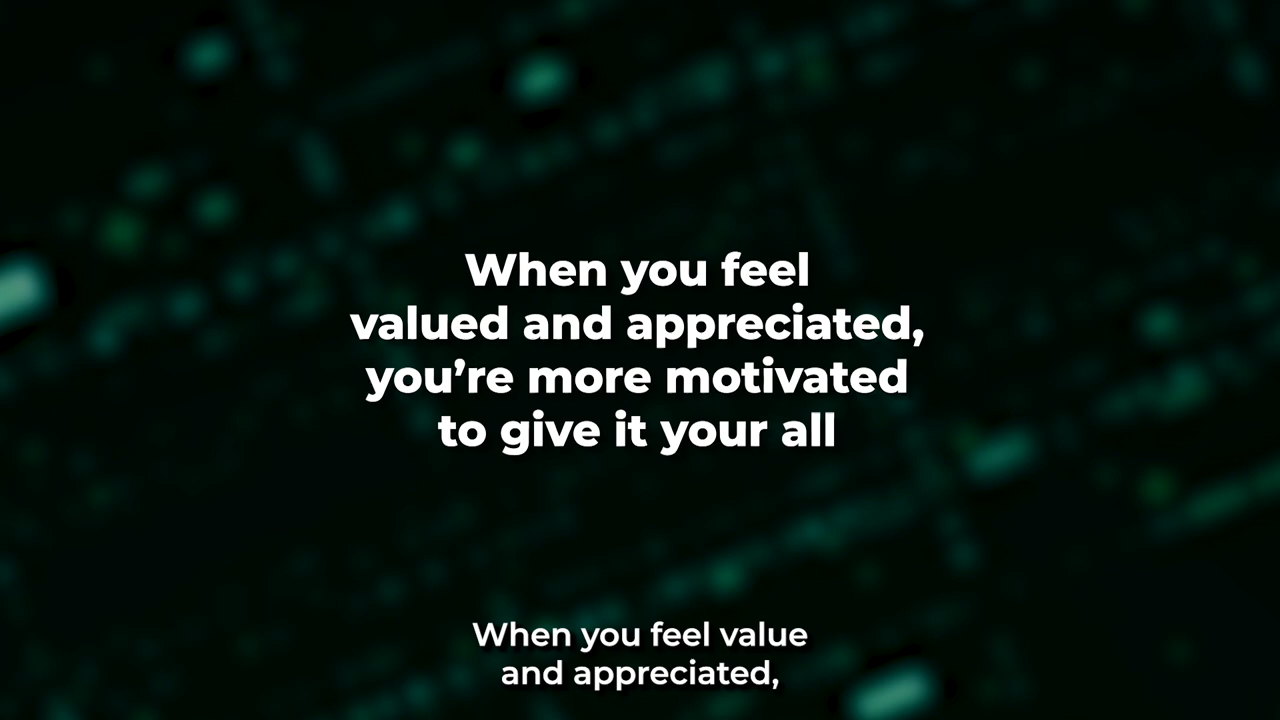 When you feel
valued and appreciated,
you’re more motivated
to give it your all
When you feel value
and appreciated,